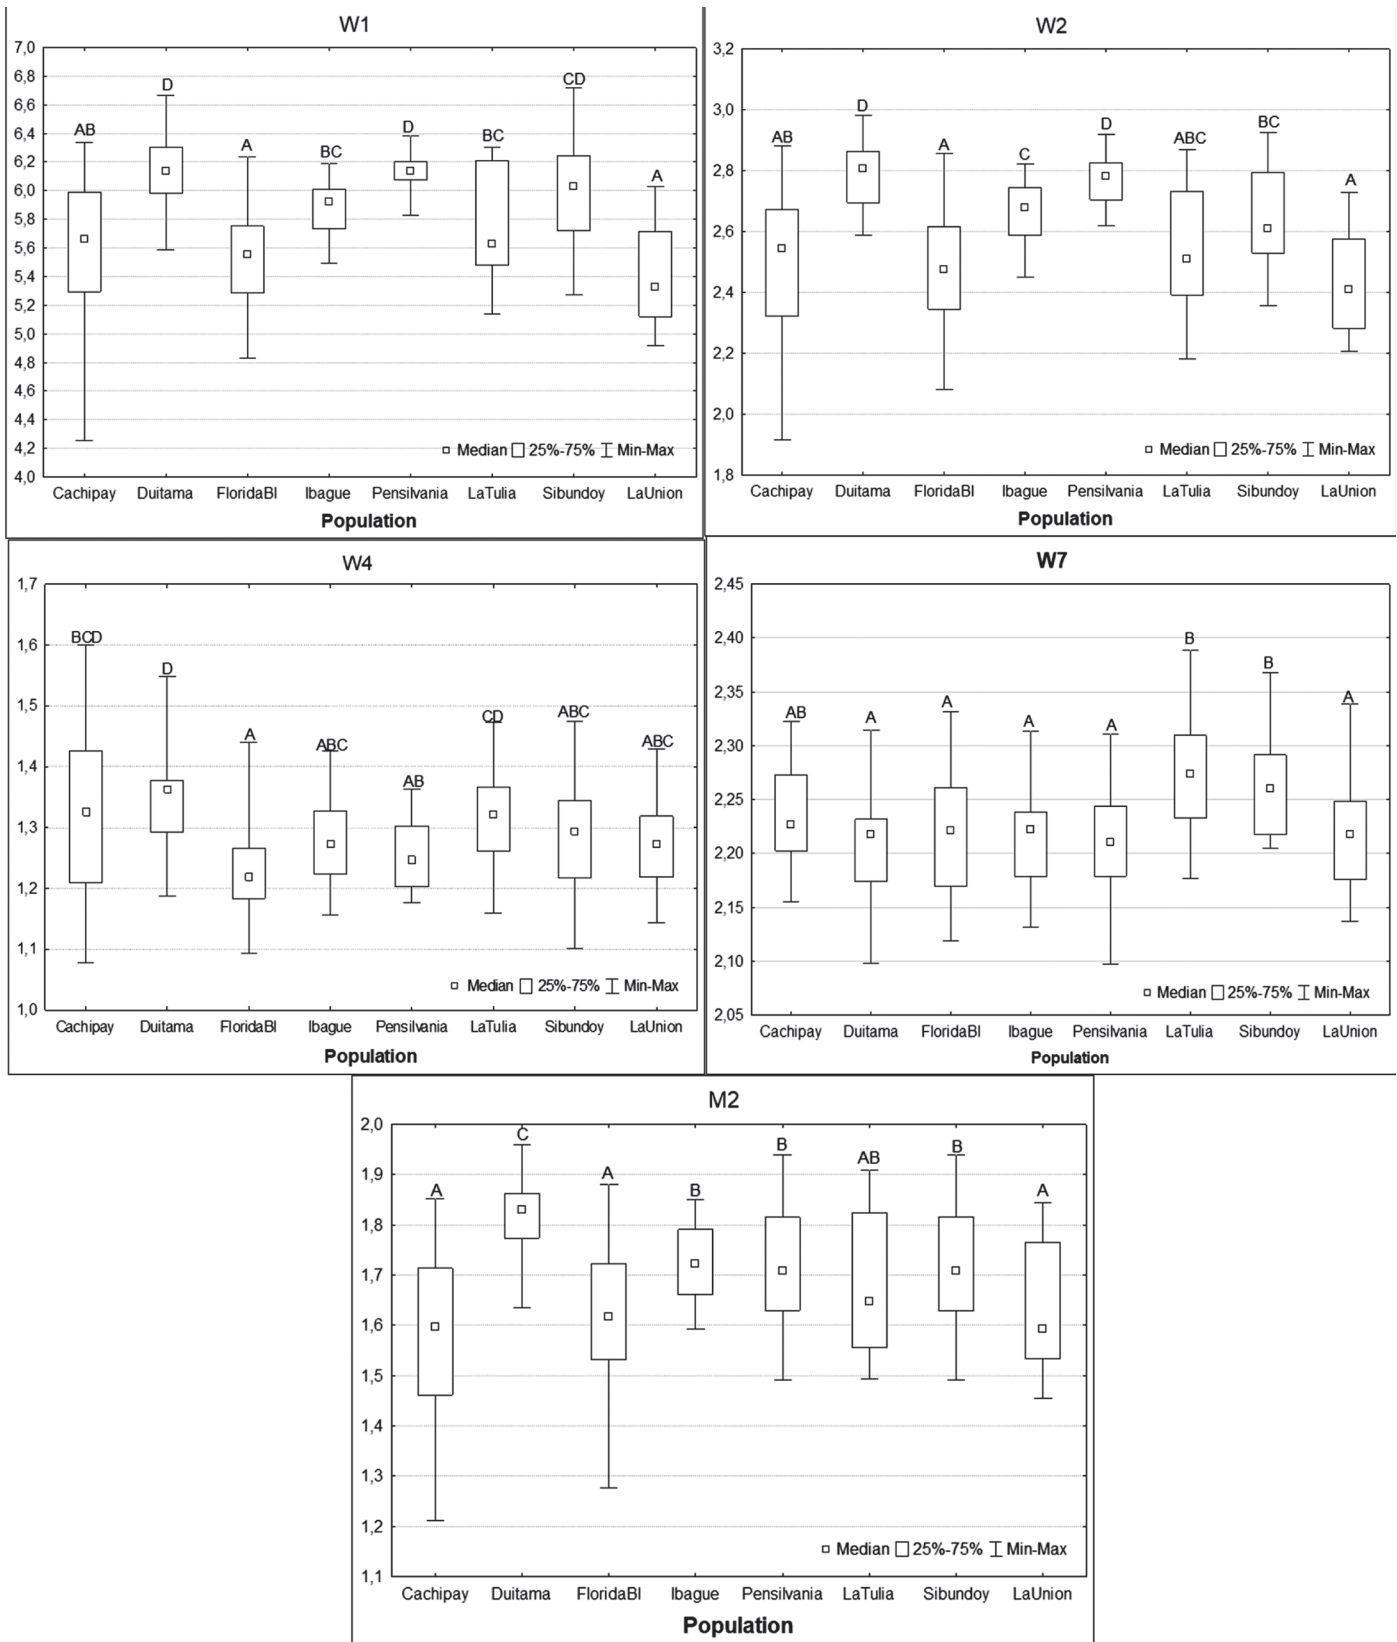 W1
7,0
6,8
6,6
6,4
6,2
6,0
5,8
5,6
5,4
5,2
5,0
4,8
4,6
4,4
4,2
4,0
AB
D
A
BC
D
BC
CD
A
Median 25%-75% Min-Max
Cachipay Duitama FloridaBl Ibague Pensilvania LaTulia Sibundoy LaUnion
Population
W2
3,2
3,0
2,8
2,6
2,4
2,2
2,0
1,8
AB
D
A
C
D
ABC
BC
A
Median 25%-75% Min-Max
Cachipay Duitama FloridaBl Ibague Pensilvania LaTulia Sibundoy LaUnion
Population
W4
1,7
1,6
1,5
1,4
1,3
1,2
1,1
1,0
BCD
D
A
ABC
AB
CD
ABC
ABC
Median 25%-75% Min-Max
Cachipay Duitama FloridaBl Ibague Pensilvania LaTulia Sibundoy LaUnion
Population
W7
2,45
2,40
2,35
2,30
2,25
2,20
2,15
2,10
2,05
AB
A
A
A
A
B
B
A
Median 25%-75% Min-Max
Cachipay Duitama FloridaBl Ibague Pensilvania LaTulia Sibundoy LaUnion
Population
M2
2,0
1,9
1,8
1,7
1,6
1,5
1,4
1,3
1,2
1,1
A
C
A
B
B
AB
B
A
Median 25%-75% Min-Max
Cachipay Duitama FloridaBl Ibague Pensilvania LaTulia Sibundoy LaUnion
Population